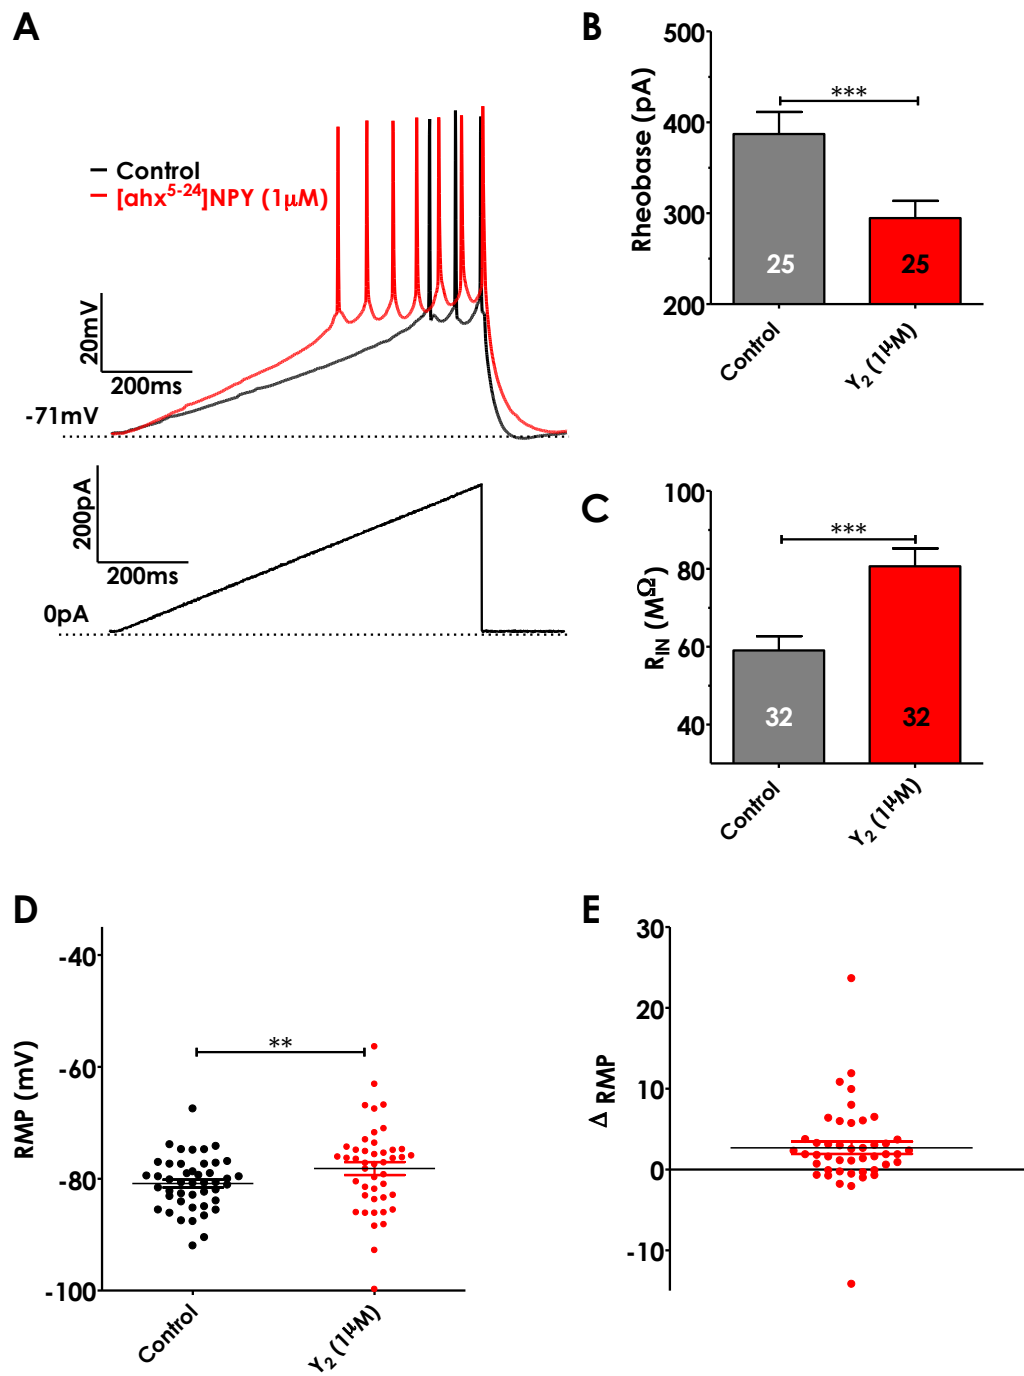 A
Control
[ahx5-24]NPY (1μM)
20mV
200ms
-71mV
200pA
200ms
0pA
B
500
400
300
200
Rheobase (pA)
***
25
25
Control
Y2 (1μM)
C
100
80
60
40
RIN (MΩ)
***
32
32
Control
Y2 (1μM)
D
-40
-60
-80
-100
RMP (mV)
**
Control
Y2 (1μM)
E
30
20
10
0
-10
Δ RMP